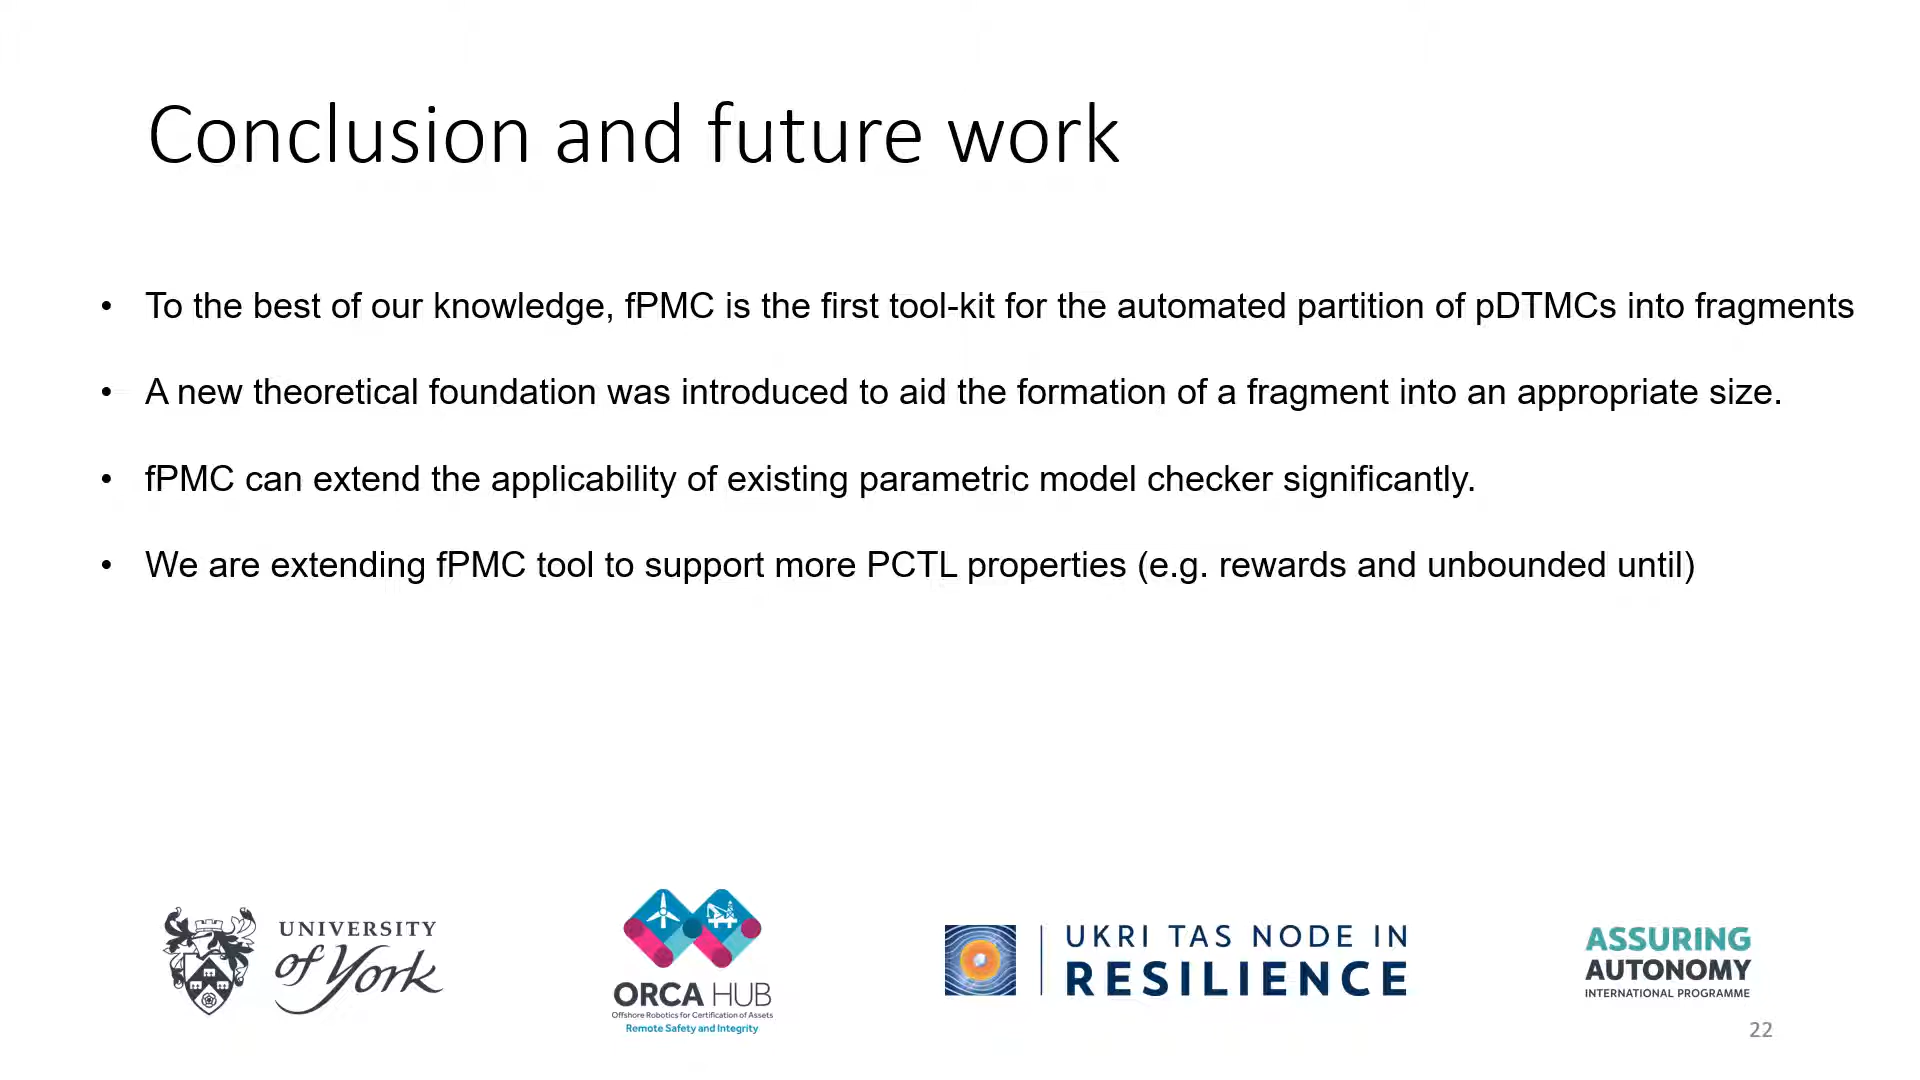 Conclusion and future work
• To the best of our knowledge, fPMC is the first tool-kit for the automated partition of pDTMCs into fragments
• A new theoretical foundation was introduced to aid the formation of a fragment into an appropriate size.
• fPMC can extend the applicability of existing parametric model checker significantly.
• We are extending fPMC tool to support more PCTL properties (e.g. rewards and unbounded until)
UNIVERSITY
of York
ORCA HUB
Offshore Robotics for Certification of Assets
Remote Safety and Integrity
UKRI TAS NODE IN
RESILIENCE
ASSURING
AUTONOMY
INTERNATIONAL PROGRAMME
22